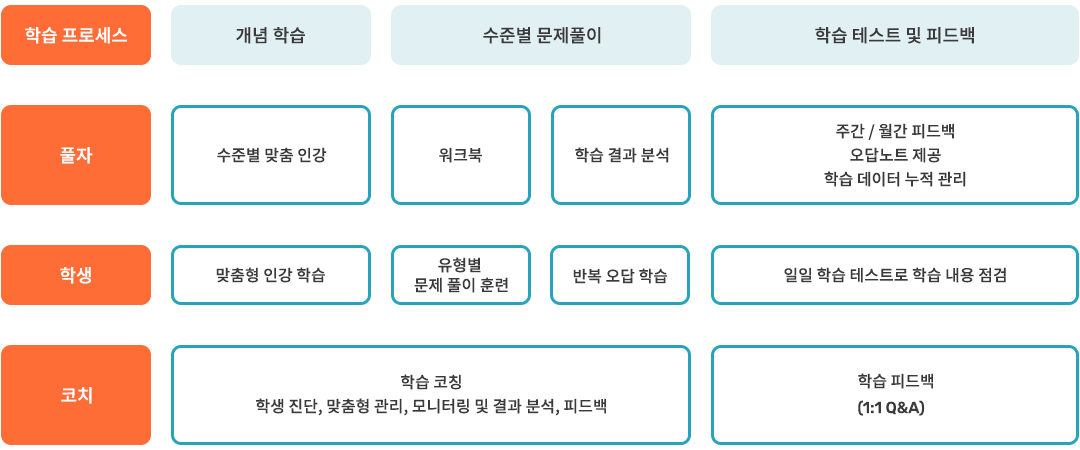 학습 프로세스
개념 학습
수준별 문제풀이
학습 테스트 및 피드백
풀자
수준별 맞춤 인강
워크북
학습 결과 분석
주간 / 월간 피드백
오답노트 제공
학습 데이터 누적 관리
학생
맞춤형 인강 학습
유형별
문제 풀이 훈련
반복 오답 학습
일일 학습 테스트로 학습 내용 점검
코치
학습 코칭
학생 진단, 맞춤형 관리, 모니터링 및 결과 분석, 피드백
학습 피드백
(1:1 Q&A)